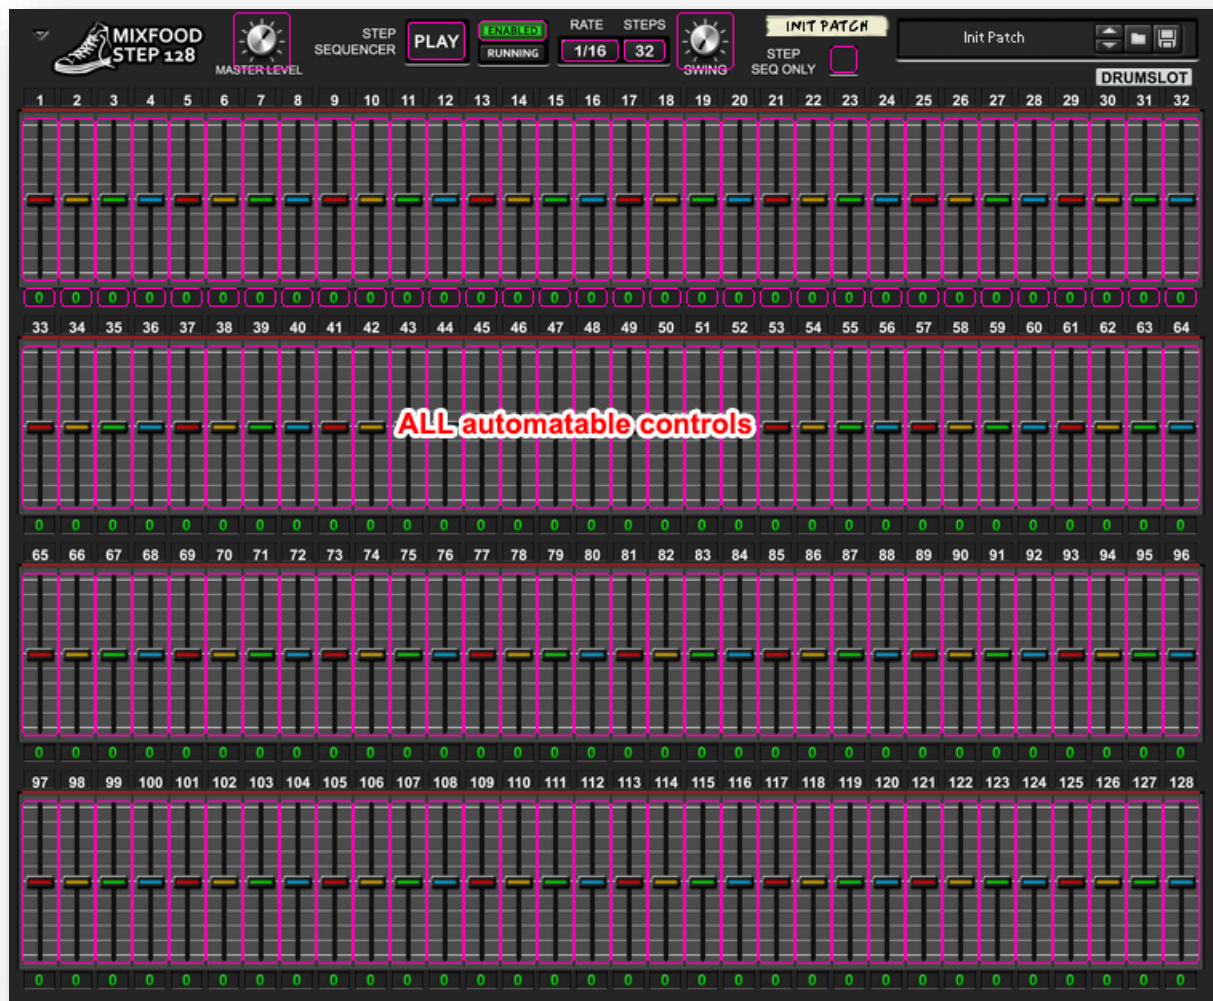 MIXFOOD
STEP 128
MASTER LEVEL
STEP
SEQUENCER
PLAY
ENABLED
RUNNING
RATE STEPS
1/16 32
SWING
INIT PATCH
STEP
SEQ ONLY
Init Patch
DRUMSLOT
1 2 3 4 5 6 7 8 9 10 11 12 13 14 15 16 17 18 19 20 21 22 23 24 25 26 27 28 29 30 31 32
0 0 0 0 0 0 0 0 0 0 0 0 0 0 0 0 0 0 0 0 0 0 0 0 0 0 0 0 0 0 0 0
33 34 35 36 37 38 39 40 41 42 43 44 45 46 47 48 49 50 51 52 53 54 55 56 57 58 59 60 61 62 63 64
ALL automatable controls
0 0 0 0 0 0 0 0 0 0 0 0 0 0 0 0 0 0 0 0 0 0 0 0 0 0 0 0 0 0 0 0
65 66 67 68 69 70 71 72 73 74 75 76 77 78 79 80 81 82 83 84 85 86 87 88 89 90 91 92 93 94 95 96
0 0 0 0 0 0 0 0 0 0 0 0 0 0 0 0 0 0 0 0 0 0 0 0 0 0 0 0 0 0 0 0
97 98 99 100 101 102 103 104 105 106 107 108 109 110 111 112 113 114 115 116 117 118 119 120 121 122 123 124 125 126 127 128
0 0 0 0 0 0 0 0 0 0 0 0 0 0 0 0 0 0 0 0 0 0 0 0 0 0 0 0 0 0 0 0